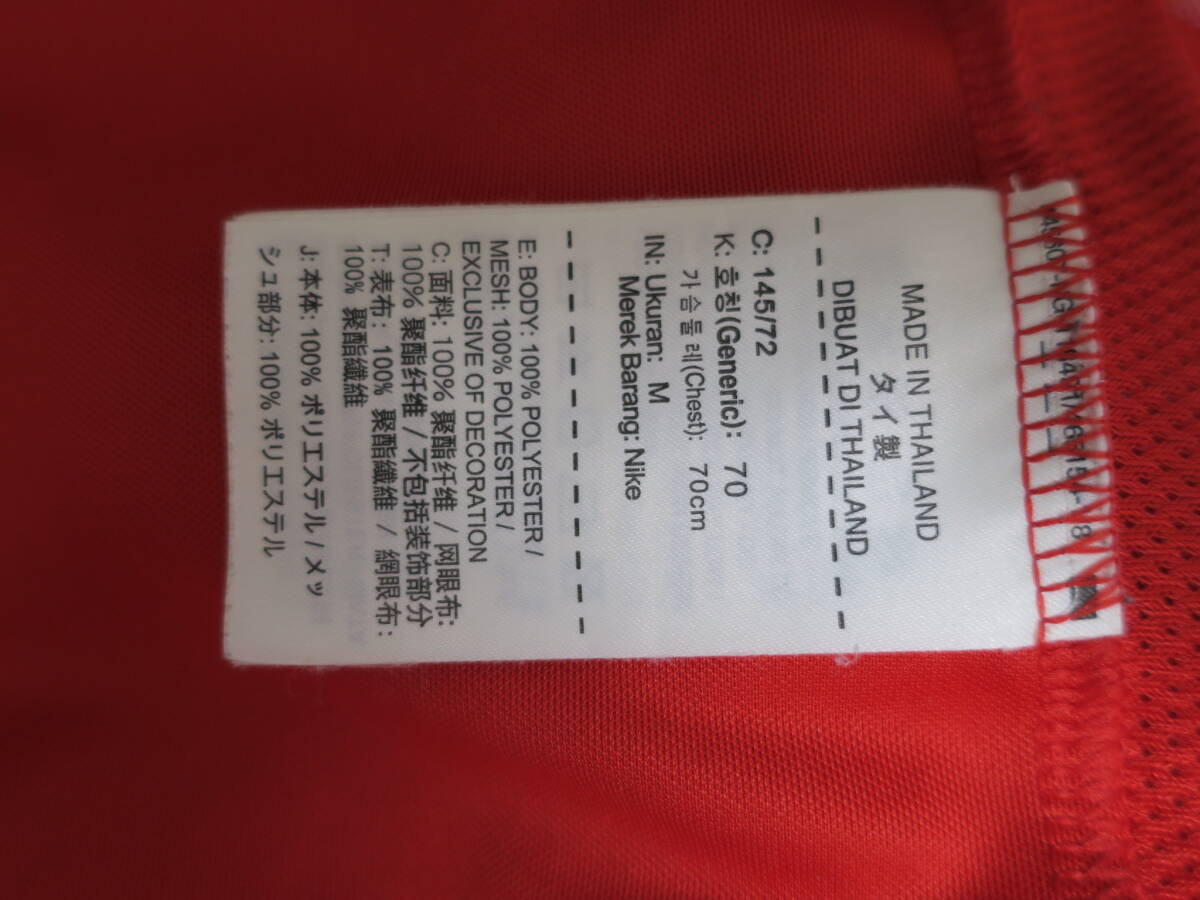 MADE IN THAILAND
タイ製
DIBUAT DI THAILAND
C: 145/72
K: 호칭(Generic): 70
가슴둘레(Chest): 70cm
IN: Ukuran: M
Merek Barang: Nike
E: BODY: 100% POLYESTER /
MESH: 100% POLYESTER /
EXCLUSIVE OF DECORATION
C: 面料: 100% 聚酯纤维 / 网眼布:
100% 聚酯纤维 / 不包括装饰部分
T: 表布: 100% 聚酯纖維 / 網眼布:
100% 聚酯纖維
J: 本体: 100% ポリエステル / メッ
シュ部分: 100% ポリエステル